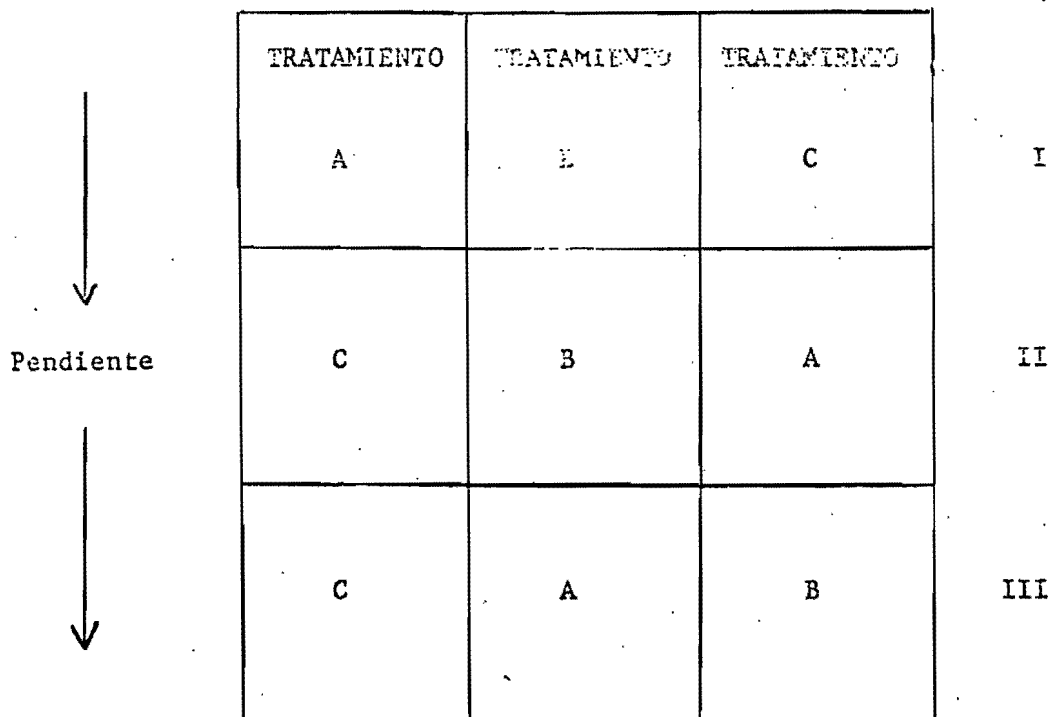 TRATAMIENTO TRATAMIENTO TRATAMIENTO
A C I
Pendiente C B A II
C A B III